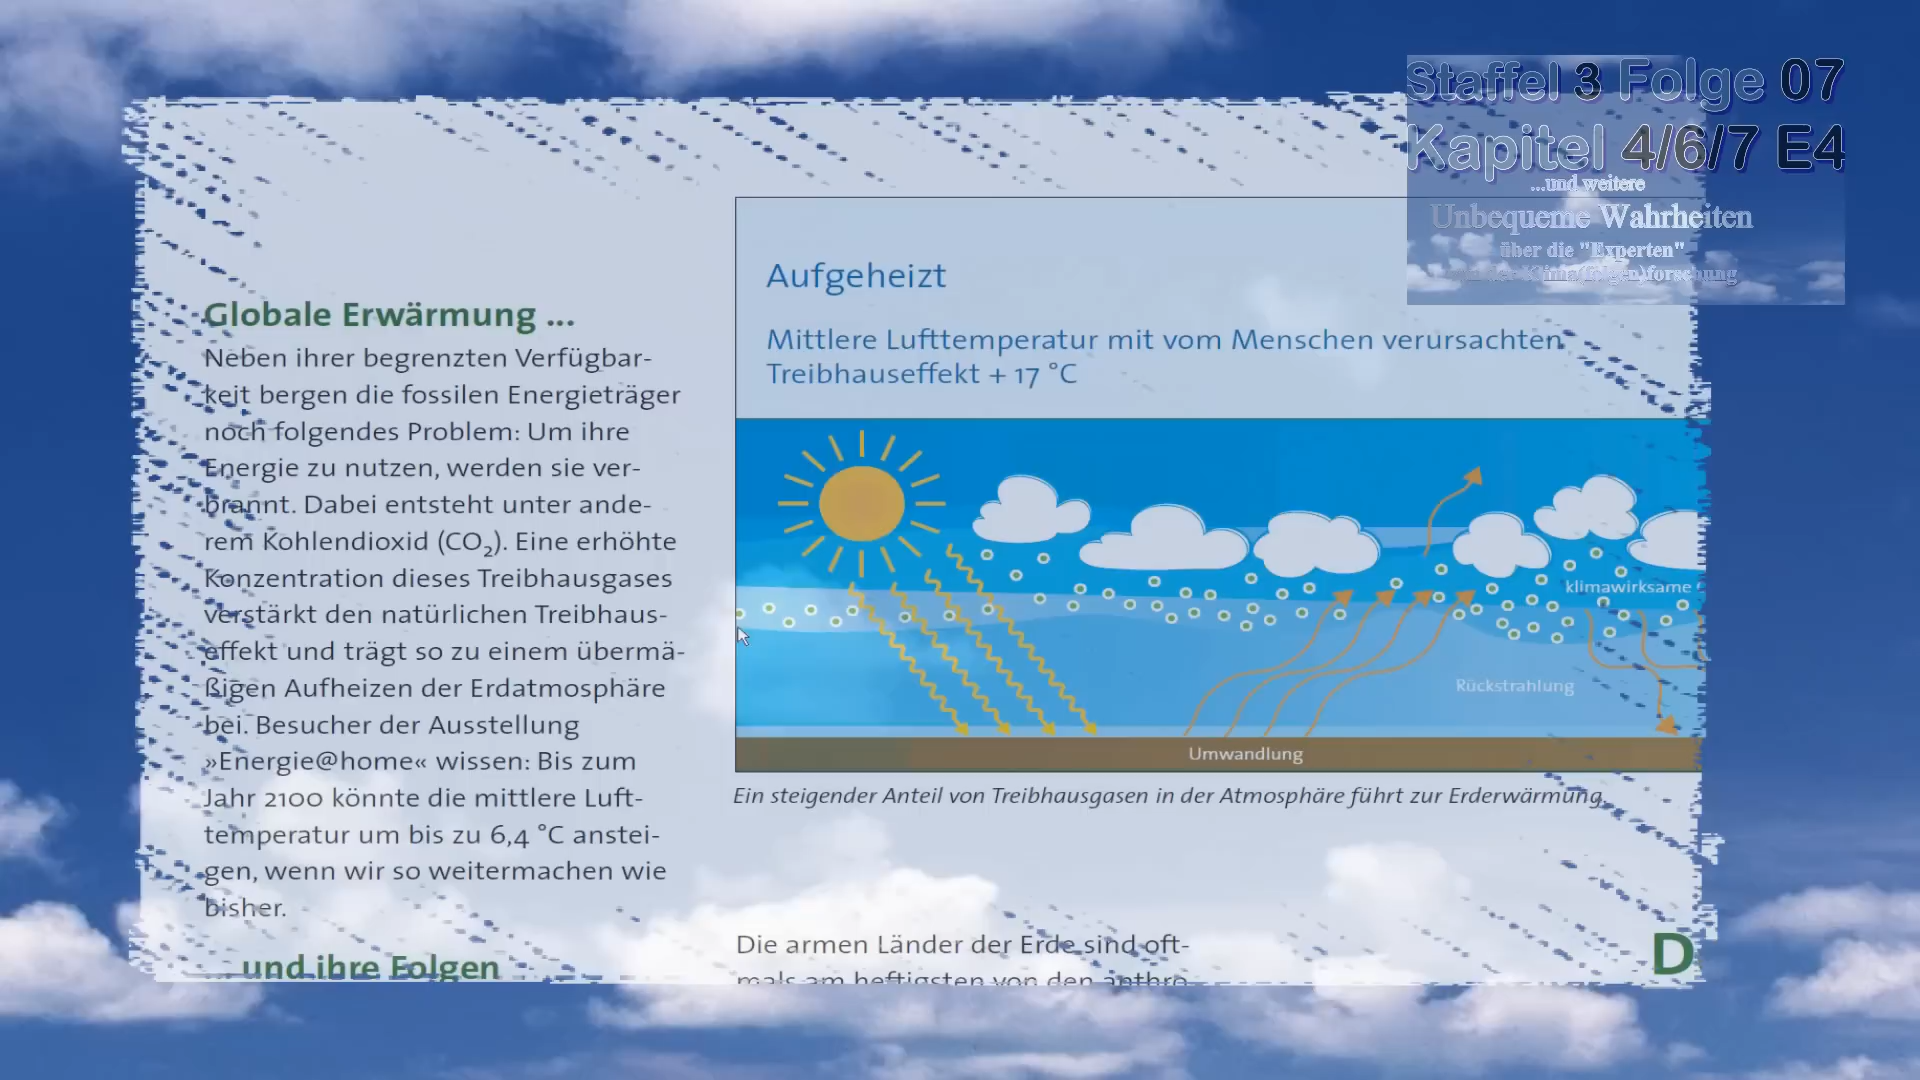 Staffel 3 Folge 07
Kapitel 4/6/7 E4
...und weitere
Unbequeme Wahrheiten
über die "Experten"
Globale Erwärmung ...
Neben ihrer begrenzten Verfügbar-
keit bergen die fossilen Energieträger
noch folgendes Problem: Um ihre
Energie zu nutzen, werden sie ver-
brannt. Dabei entsteht unter ande-
rem Kohlendioxid (CO₂). Eine erhöhte
Konzentration dieses Treibhausgases
verstärkt den natürlichen Treibhaus-
effekt und trägt so zu einem übermä-
ßigen Aufheizen der Erdatmosphäre
bei. Besucher der Ausstellung
»Energie@home« wissen: Bis zum
Jahr 2100 könnte die mittlere Luft-
temperatur um bis zu 6,4 °C anstei-
gen, wenn wir so weitermachen wie
bisher.
und ihre Folgen
Aufgeheizt
Mittlere Lufttemperatur mit vom Menschen verursachten
Treibhauseffekt + 17 °C
klimawirksame
Rückstrahlung
Umwandlung
Ein steigender Anteil von Treibhausgasen in der Atmosphäre führt zur Erderwärmung.
Die armen Länder der Erde sind oft-
mals am heftigsten von den anthro-
D